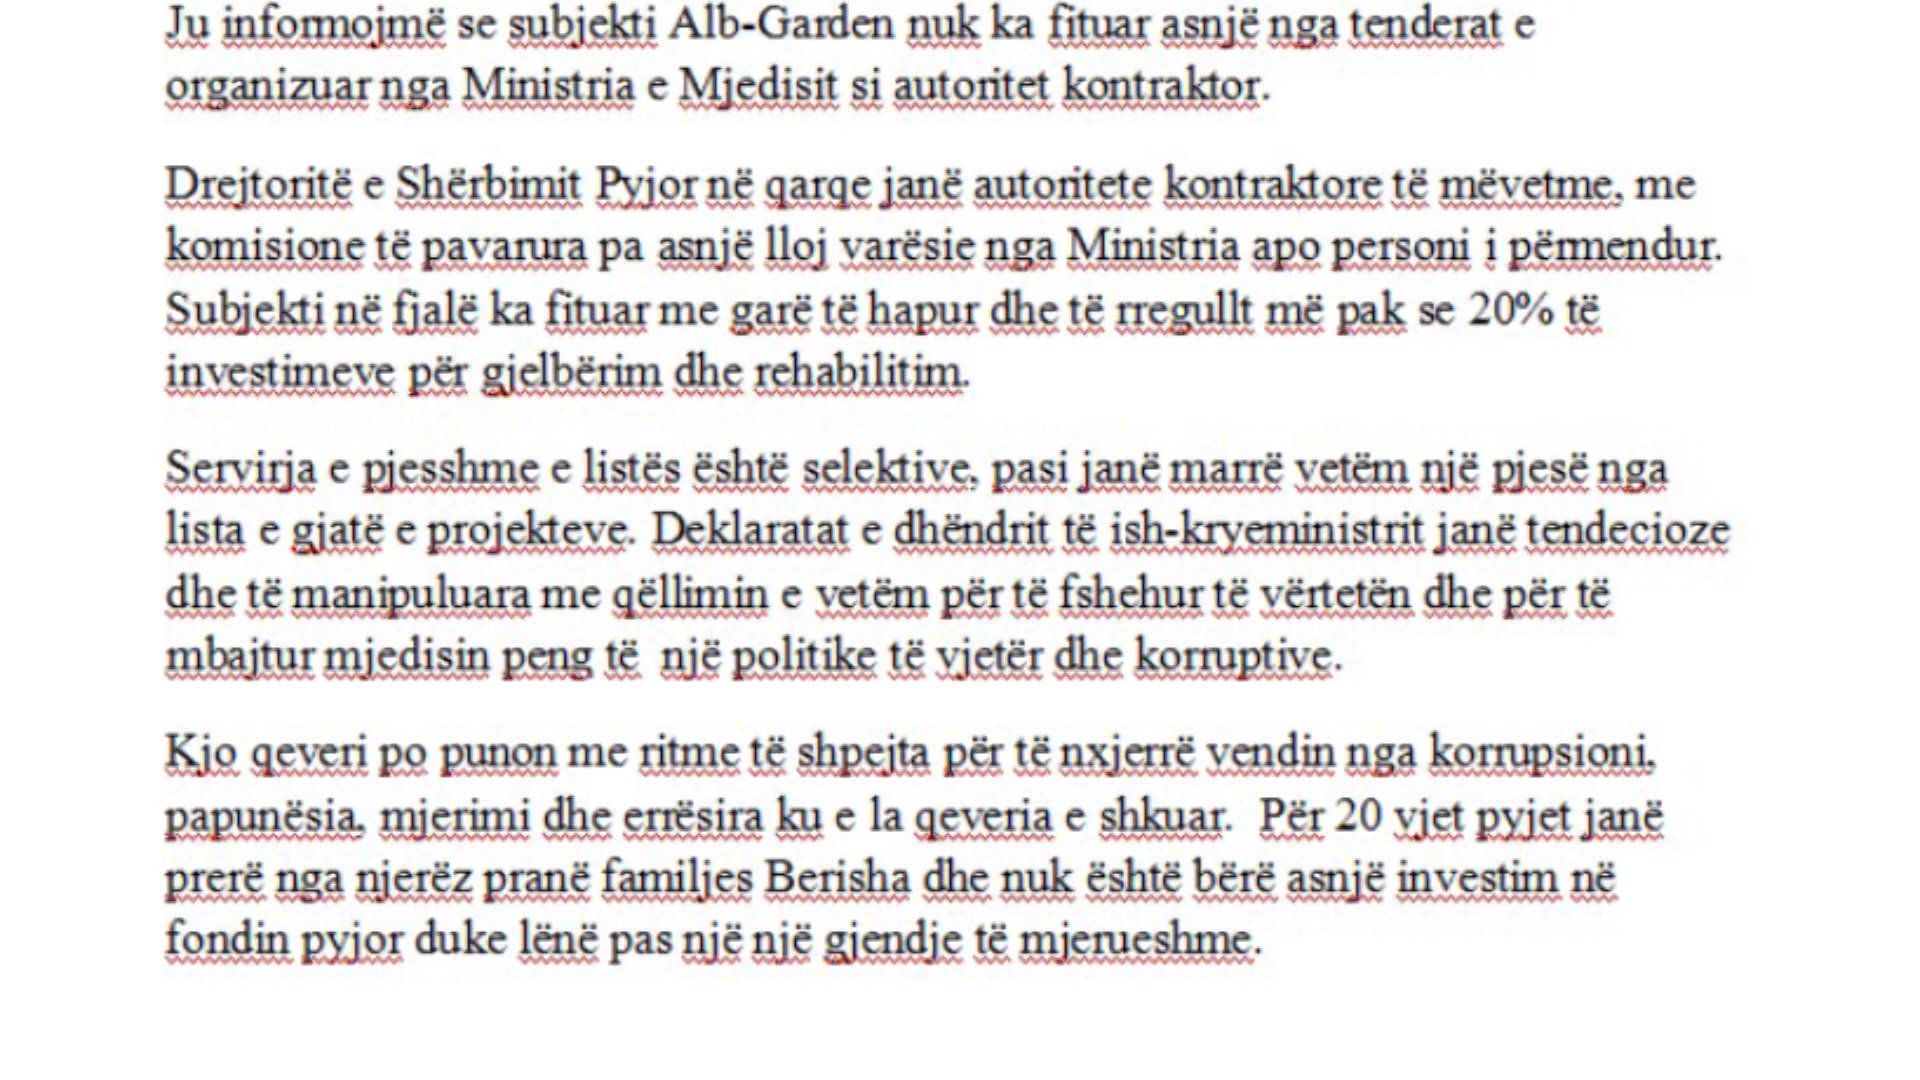 Ju informojmë se subjekti Alb-Garden nuk ka fituar asnjë nga tenderat e
organizuar nga Ministria e Mjedisit si autoritet kontraktor.
Drejtoritë e Shërbimit Pyjor në qarqe janë autoritete kontraktore të mëvetme, me
komisione të pavarura pa asnjë lloj varësie nga Ministria apo personi i përmendur.
Subjekti në fjalë ka fituar me garë të hapur dhe të rregullt më pak se 20% të
investimeve për gjelbërim dhe rehabilitim.
Servirja e pjesshme e listës është selektive, pasi janë marrë vetëm një pjesë nga
lista e gjatë e projekteve. Deklaratat e dhëndrit të ish-kryeministrit janë tendecioze
dhe të manipuluara me qëllimin e vetëm për të fshehur të vërtetën dhe për të
mbajtur mjedisin peng të një politike të vjetër dhe korruptive.
Kjo qeveri po punon me ritme të shpejta për të nxjerrë vendin nga korrupsioni,
papunësia, mjerimi dhe errësira ku e la qeveria e shkuar. Për 20 vjet pyjet janë
prerë nga njerëz pranë familjes Berisha dhe nuk është bërë asnjë investim në
fondin pyjor duke lënë pas një një gjendje të mjerueshme.